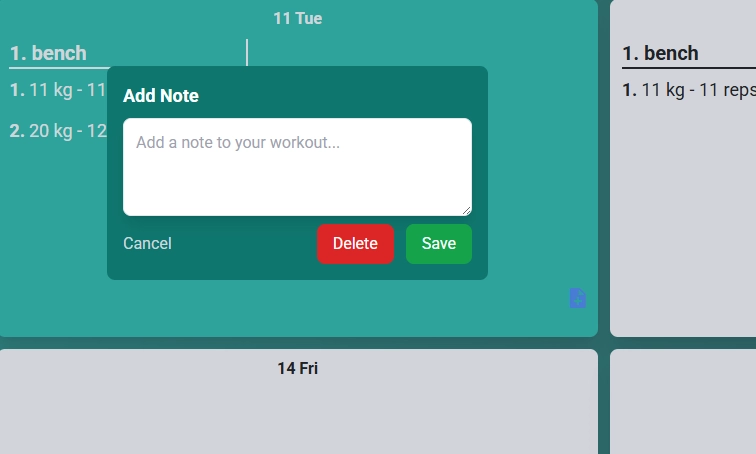 11 Tue
1. bench
1. 11 kg - 11
2. 20 kg - 12
Add Note
Add a note to your workout...
Cancel
Delete
Save
1. bench
1. 11 kg - 11 reps
14 Fri